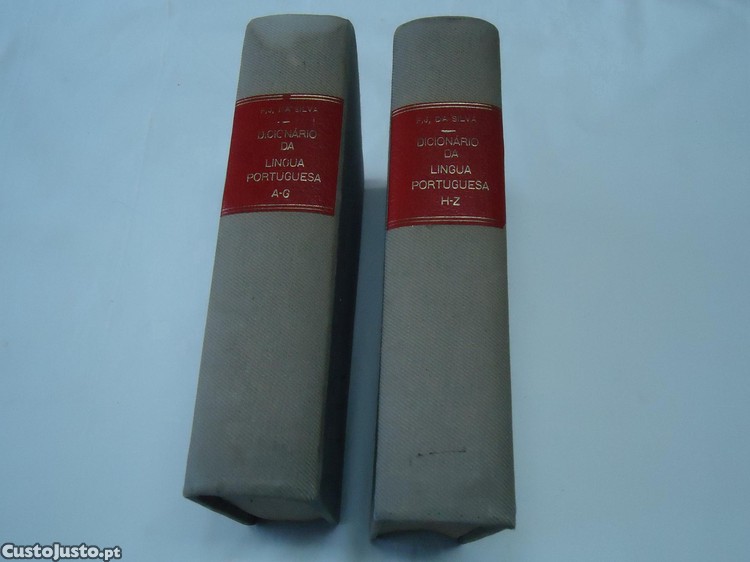 F.J. DA SILVA
DICIONÁRIO
DA
LINGUA
PORTUGUESA
A-G
F.J. DA SILVA
DICIONÁRIO
DA
LINGUA
PORTUGUESA
H-Z
CustoJusto.pt